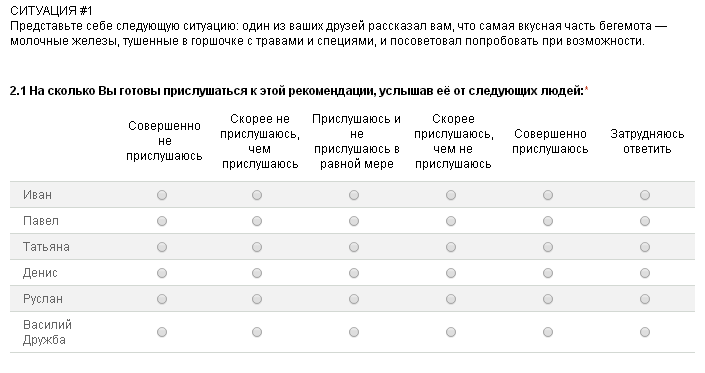 СИТУАЦИЯ #1
Представьте себе следующую ситуацию: один из ваших друзей рассказал вам, что самая вкусная часть бегемота —
молочные железы, тушенные в горшочке с травами и специями, и посоветовал попробовать при возможности.
2.1 На сколько Вы готовы прислушаться к этой рекомендации, услышав её от следующих людей:*
Совершенно
не
прислушаюсь
Скорее не
прислушаюсь,
чем
прислушаюсь
Прислушаюсь и
не
прислушаюсь в
равной мере
Скорее
прислушаюсь,
чем не
прислушаюсь
Совершенно
прислушаюсь
Затрудняюсь
ответить
Иван
Павел
Татьяна
Денис
Руслан
Василий
Дружба